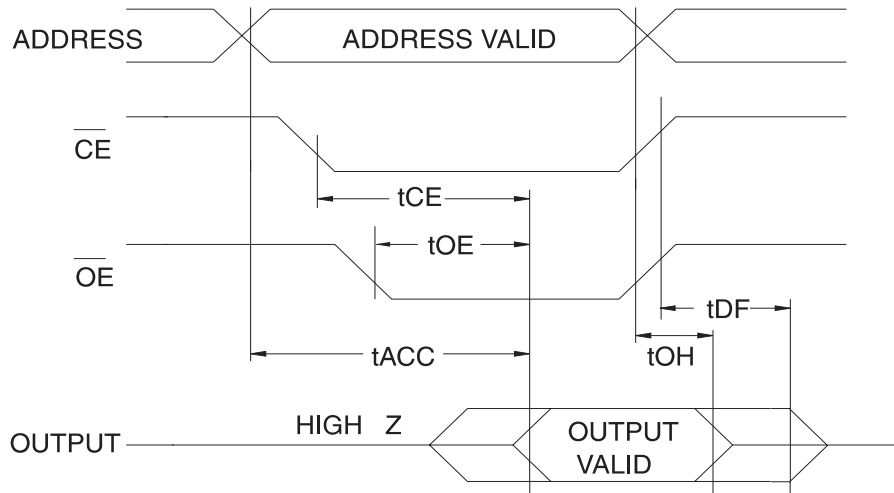 ADDRESS
ADDRESS VALID
CE
tCE
OE
tOE
tDF
tACC
tOH
HIGH Z
OUTPUT
OUTPUT
VALID